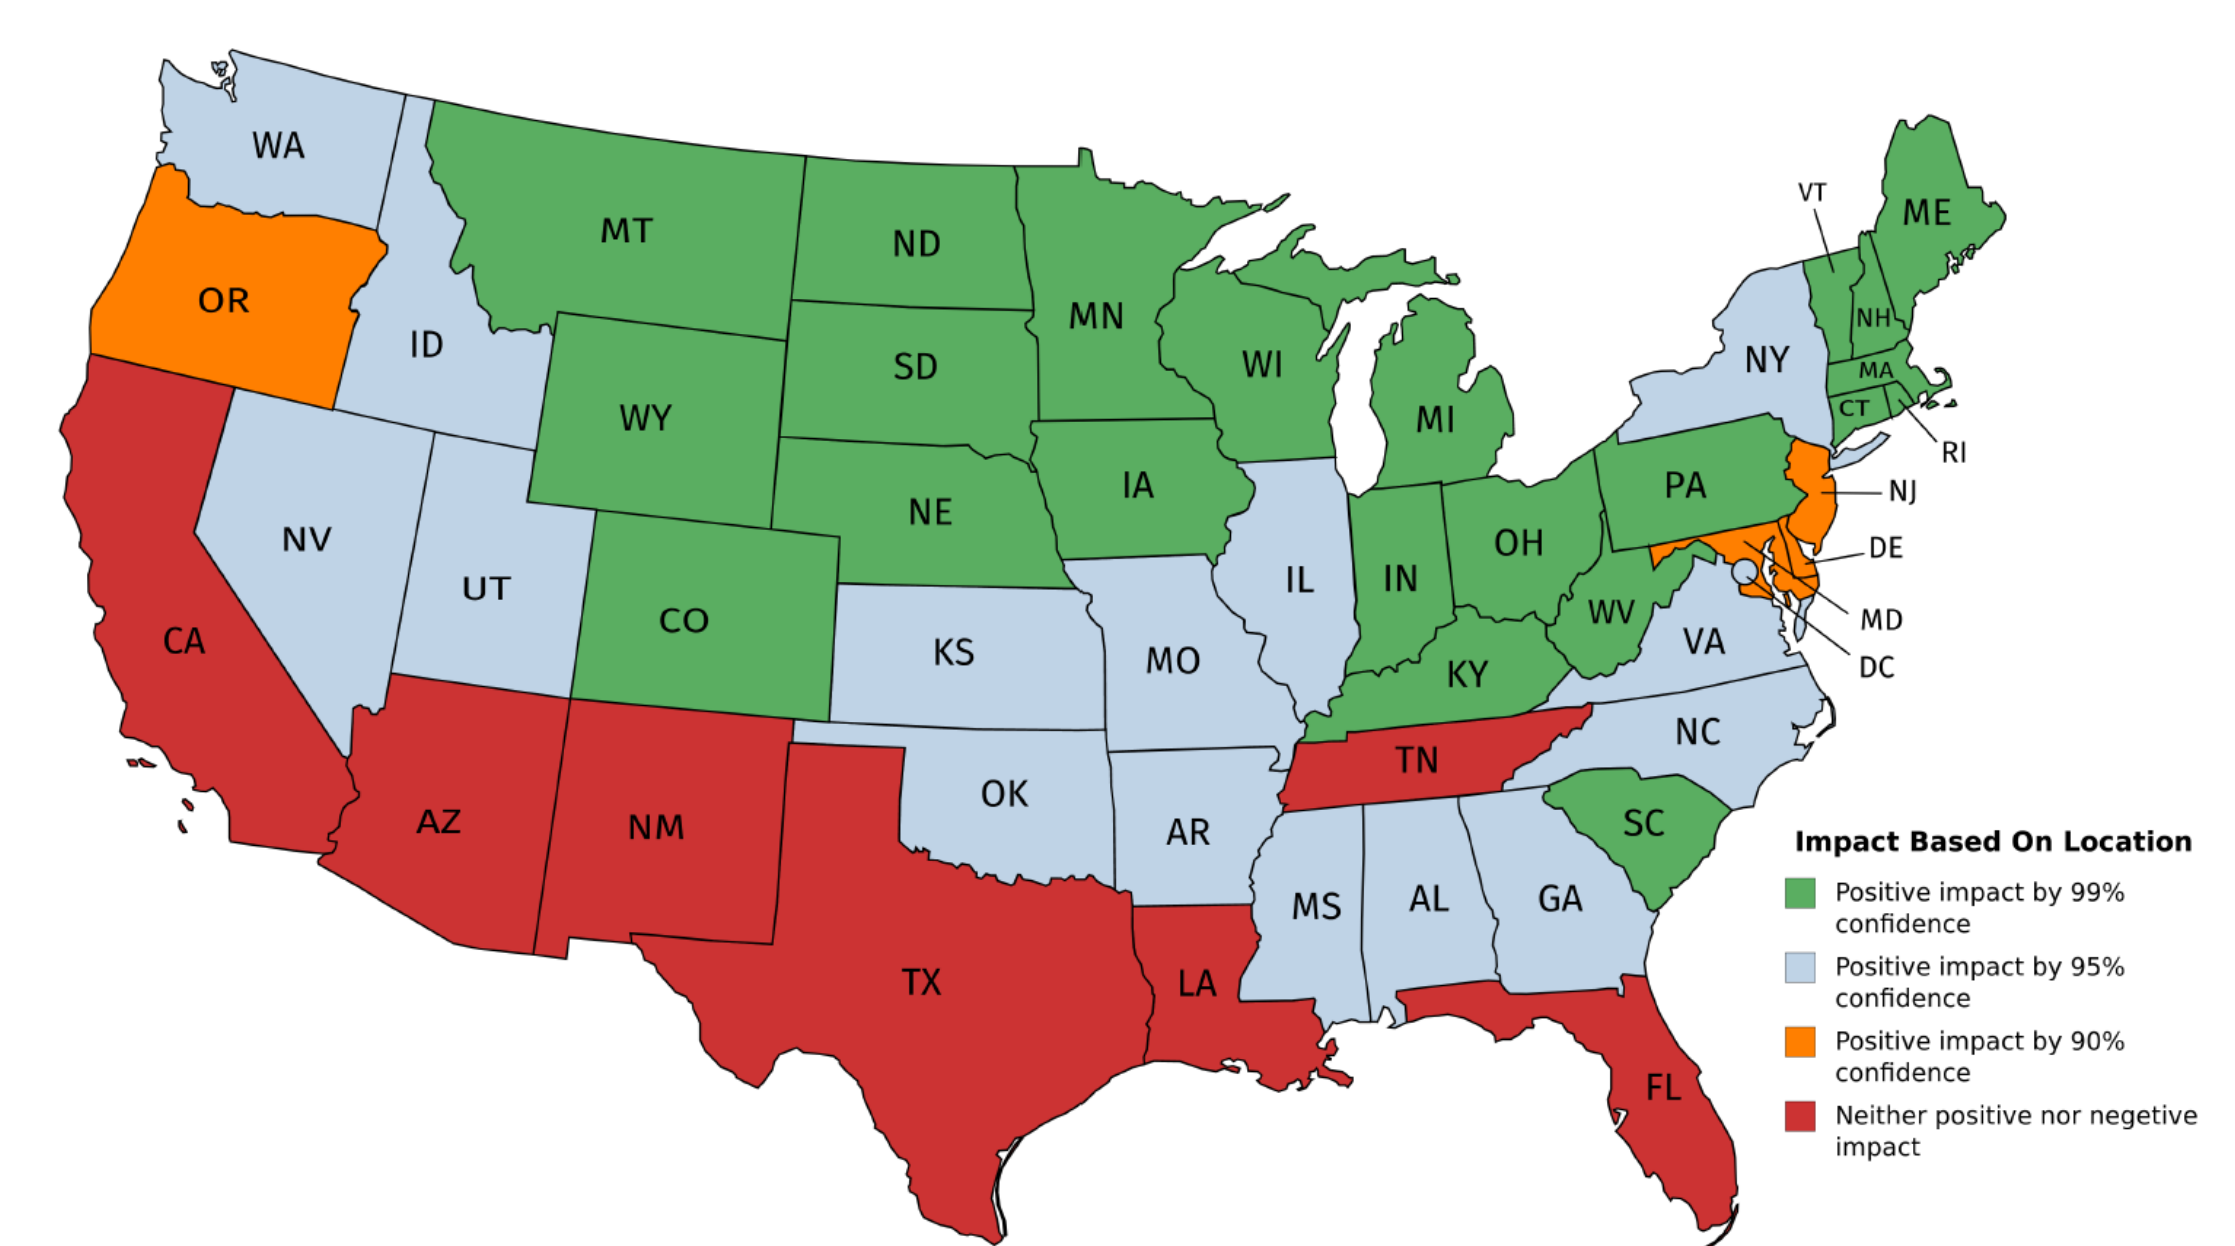 WA
OR
ID
MT
ND
MN
SD
WY
WI
MI
VT
ME
NH
NY
MA
CT
RI
PA
NJ
IA
NE
NV
UT
CO
CA
KS
MO
IL
IN
OH
WV
VA
DE
MD
DC
KY
TN
NC
SC
AZ
NM
OK
AR
MS
AL
GA
TX
LA
FL
Impact Based On Location
Positive impact by 99%
confidence
Positive impact by 95%
confidence
Positive impact by 90%
confidence
Neither positive nor negetive
impact